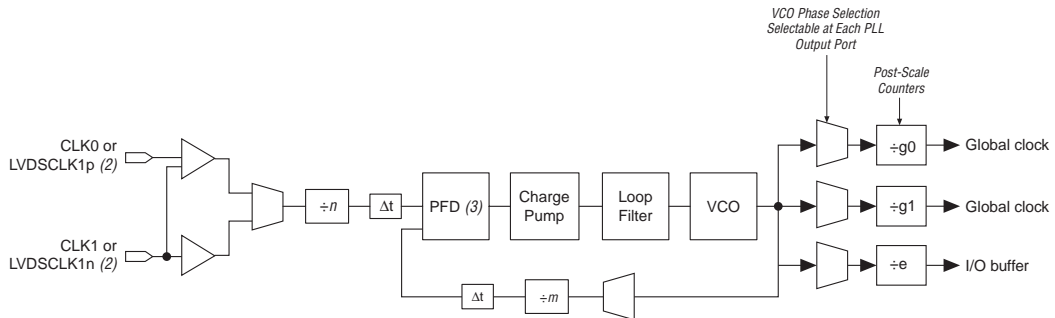 VCO Phase Selection
Selectable at Each PLL
Output Port
Post-Scale
Counters
CLK0 or
LVDSCLK1p (2)
÷g0
Global clock
÷n
Δt
PFD (3)
Charge
Pump
Loop
Filter
VCO
÷g1
Global clock
CLK1 or
LVDSCLK1n (2)
÷e
I/O buffer
Δt
÷m